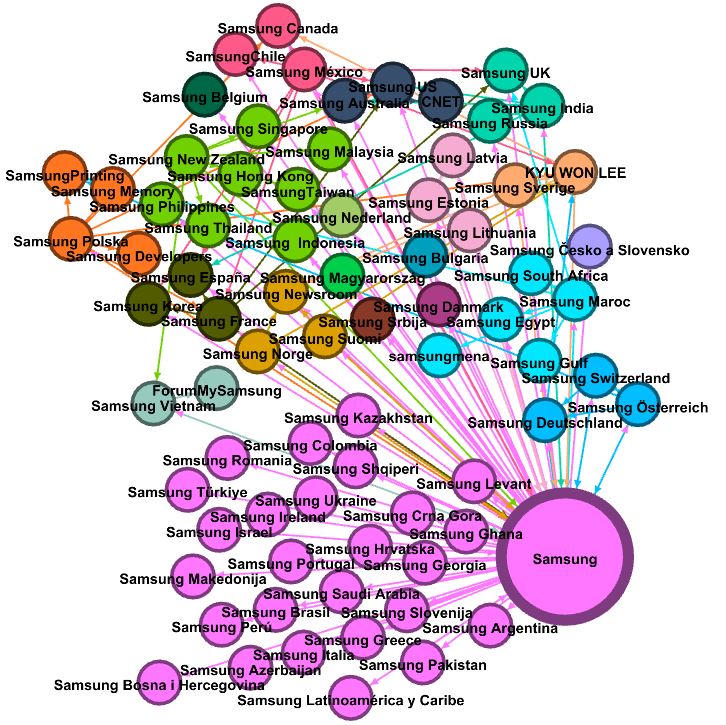 Samsung Canada
SamsungChile
Samsung México
Samsung US
Samsung UK
Samsung Belgium
Samsung Australia
CNET
Samsung India
Samsung Russia
Samsung Singapore
Samsung Malaysia
Samsung New Zealand
Samsung Latvia
SamsungPrinting
Samsung Hong Kong
KYU WON LEE
Samsung Memory
SamsungTaiwan
Samsung Sverige
Samsung Philippines
Samsung Estonia
Samsung Nederland
Samsung Thailand
Samsung Lithuania
Samsung Polska
Samsung Indonesia
Samsung Česko a Slovensko
Samsung Developers
Samsung Bulgaria
Samsung España
Samsung Magyarország
Samsung South Africa
Samsung Newsroom
Samsung Maroc
Samsung Korea
Samsung Danmark
Samsung France
Samsung Srbija
Samsung Egypt
Samsung Suomi
Samsung Norge
samsungmena
Samsung Gulf
Samsung Switzerland
ForumMySamsung
Samsung Vietnam
Samsung Österreich
Samsung Kazakhstan
Samsung Deutschland
Samsung Colombia
Samsung Romania
Samsung Shqiperi
Samsung Levant
Samsung Türkiye
Samsung Ukraine
Samsung Ireland
Samsung Crna Gora
Samsung Israel
Samsung Ghana
Samsung Hrvatska
Samsung Portugal
Samsung Georgia
Samsung
Samsung Makedonija
Samsung Saudi Arabia
Samsung Brasil
Samsung Slovenija
Samsung Perú
Samsung Argentina
Samsung Greece
Samsung Italia
Samsung Pakistan
Samsung Azerbaijan
Samsung Bosna i Hercegovina
Samsung Latinoamérica y Caribe